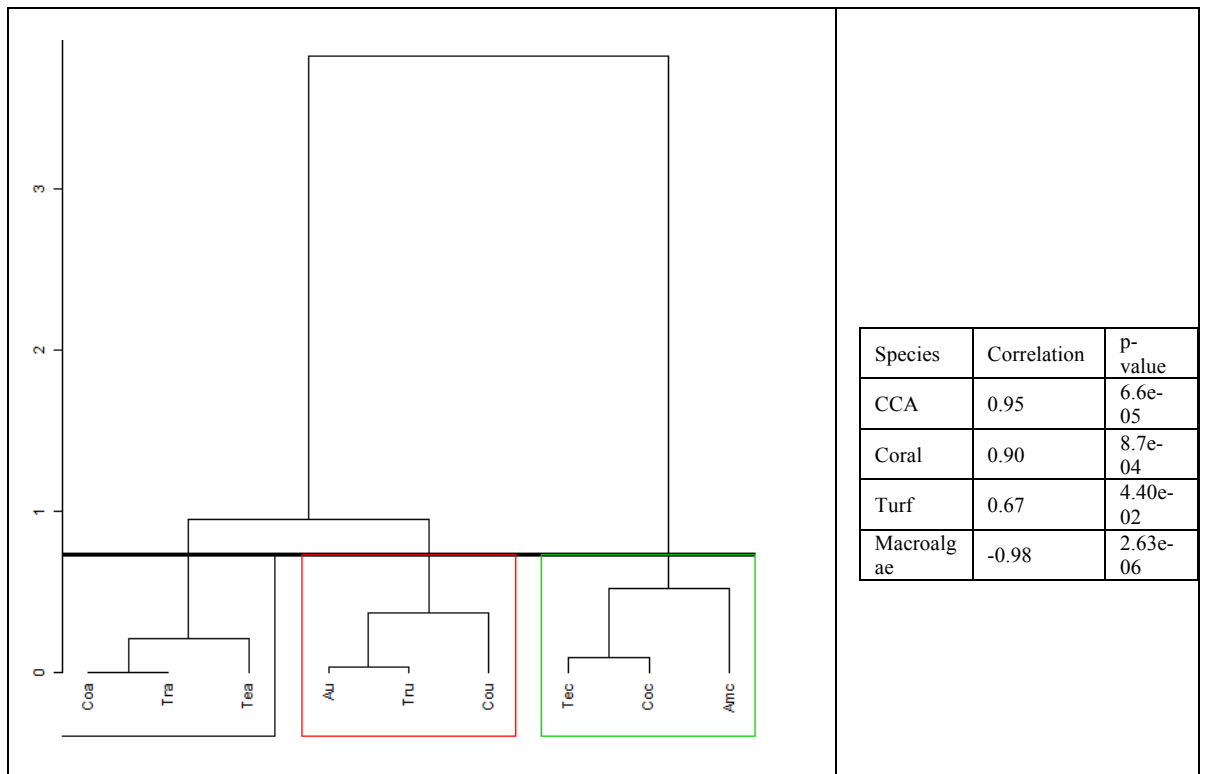 3
2
1
0
Coa
Tra
Tea
Au
Tru
Cou
Tec
Coc
Amc
Species Correlation p-
value
CCA 0.95 6.6e-
05
Coral 0.90 8.7e-
04
Turf 0.67 4.40e-
02
Macroalg
ae -0.98 2.63e-
06